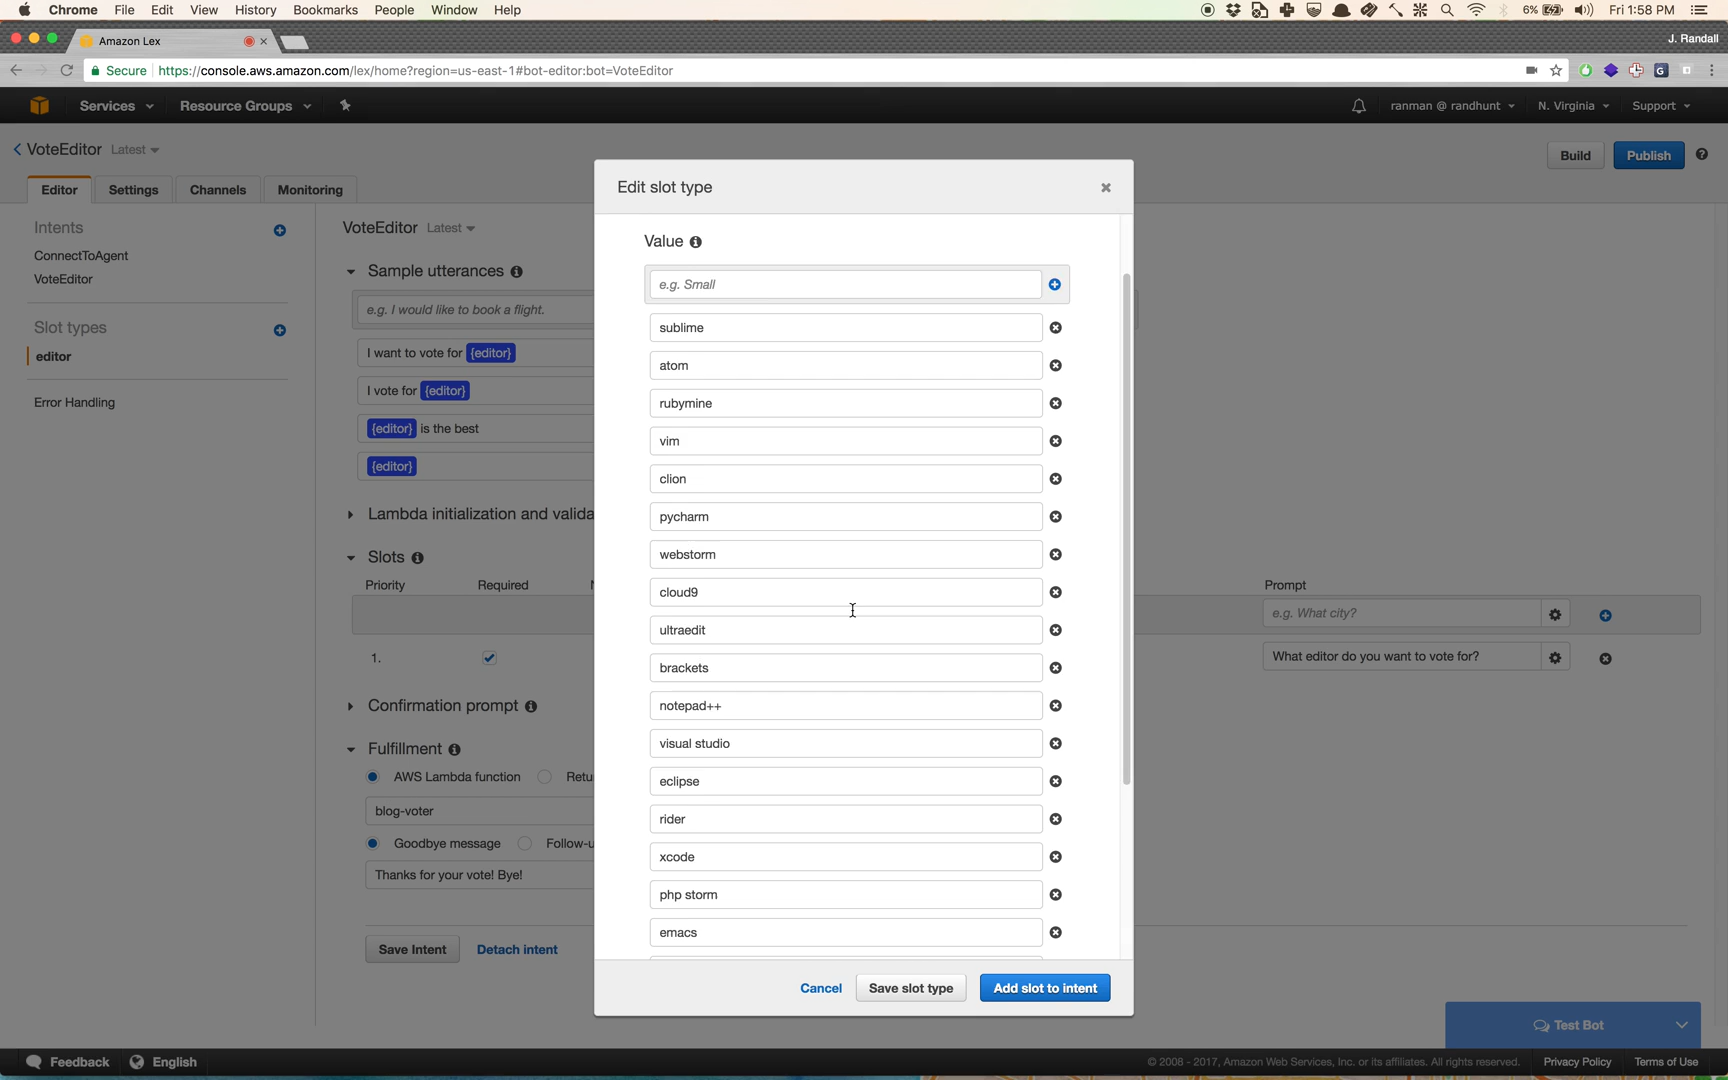 Chrome File Edit View History Bookmarks People Window Help 6% Fri 1:58 PM
Amazon Lex J. Randall
Secure https://console.aws.amazon.com/lex/home?region=us-east-1#bot-editor:bot=VoteEditor
Services Resource Groups ranman @ randhunt N. Virginia Support
VoteEditor Latest Build Publish
Editor Settings Channels Monitoring
Intents
ConnectToAgent
VoteEditor
Slot types
editor
Error Handling
VoteEditor Latest
Sample utterances
e.g. I would like to book a flight.
I want to vote for {editor}
I vote for {editor}
{editor} is the best
{editor}
Lambda initialization and valida
Slots
Priority Required Prompt
e.g. What city?
1. What editor do you want to vote for?
Confirmation prompt
Fulfillment
AWS Lambda function Retu
blog-voter
Goodbye message Follow-u
Thanks for your vote! Bye!
Save Intent Detach intent
Edit slot type
Value
e.g. Small
sublime
atom
rubymine
vim
clion
pycharm
webstorm
cloud9
ultraedit
brackets
notepad++
visual studio
eclipse
rider
xcode
php storm
emacs
Cancel Save slot type Add slot to intent
Test Bot
Feedback English © 2008 - 2017, Amazon Web Services, Inc. or its affiliates. All rights reserved. Privacy Policy Terms of Use